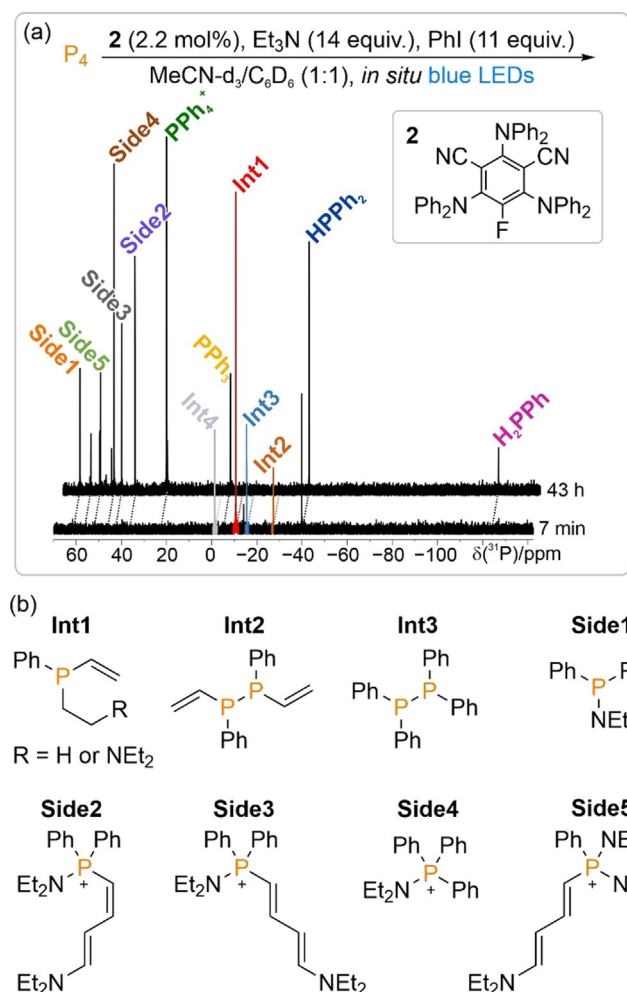 (a)
2 (2.2 mol%), Et₃N (14 equiv.), PhI (11 equiv.)
P₄
MeCN-d₃/C₆D₆ (1:1), in situ blue LEDs
Side1
Side5
Side3
Side4
Side2
PPh₄⁺
Int4
PPh₃
Int1
Int3
Int2
HPPh₂
H₂PPh
2
NPh₂
NC
CN
Ph₂N
NPh₂
F
43 h
7 min
60 40 20 0 −20 −40 −60 −80 −100 δ(³¹P)/ppm
(b)
Int1 Int2 Int3 Side1
Ph P R
R = H or NEt₂
Ph P P Ph
Ph Ph P P Ph Ph
Ph P NEt₂
Side2 Side3 Side4 Side5
Ph Ph P + Et₂N Et₂N
Ph Ph P + Et₂N NEt₂
Ph Ph P Ph + Et₂N
Ph P + Et₂N